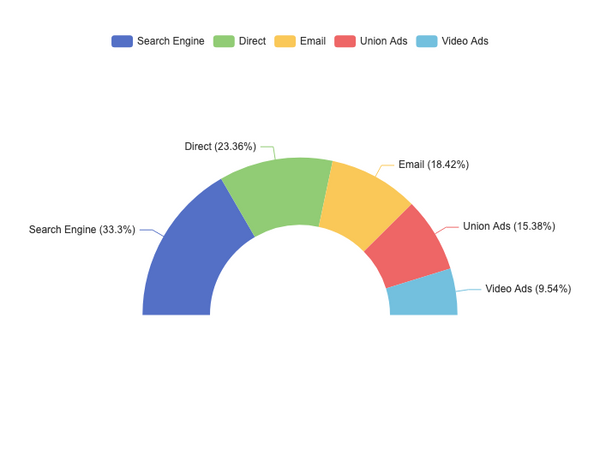 Search Engine Direct Email Union Ads Video Ads
Direct (23.36%)
Email (18.42%)
Search Engine (33.3%)
Union Ads (15.38%)
Video Ads (9.54%)